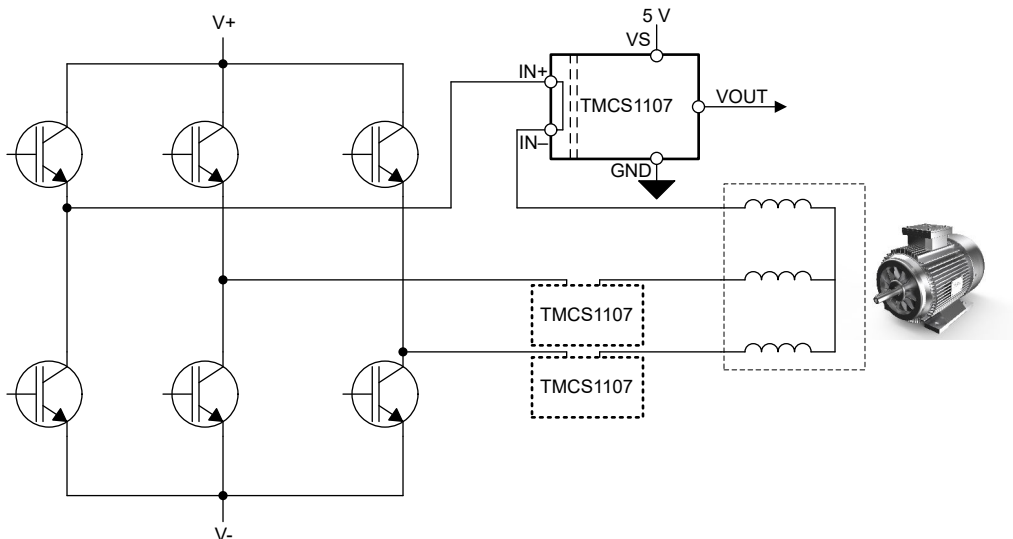 V+
5 V
VS
IN+
TMCS1107
VOUT
IN–
GND
TMCS1107
TMCS1107
V-